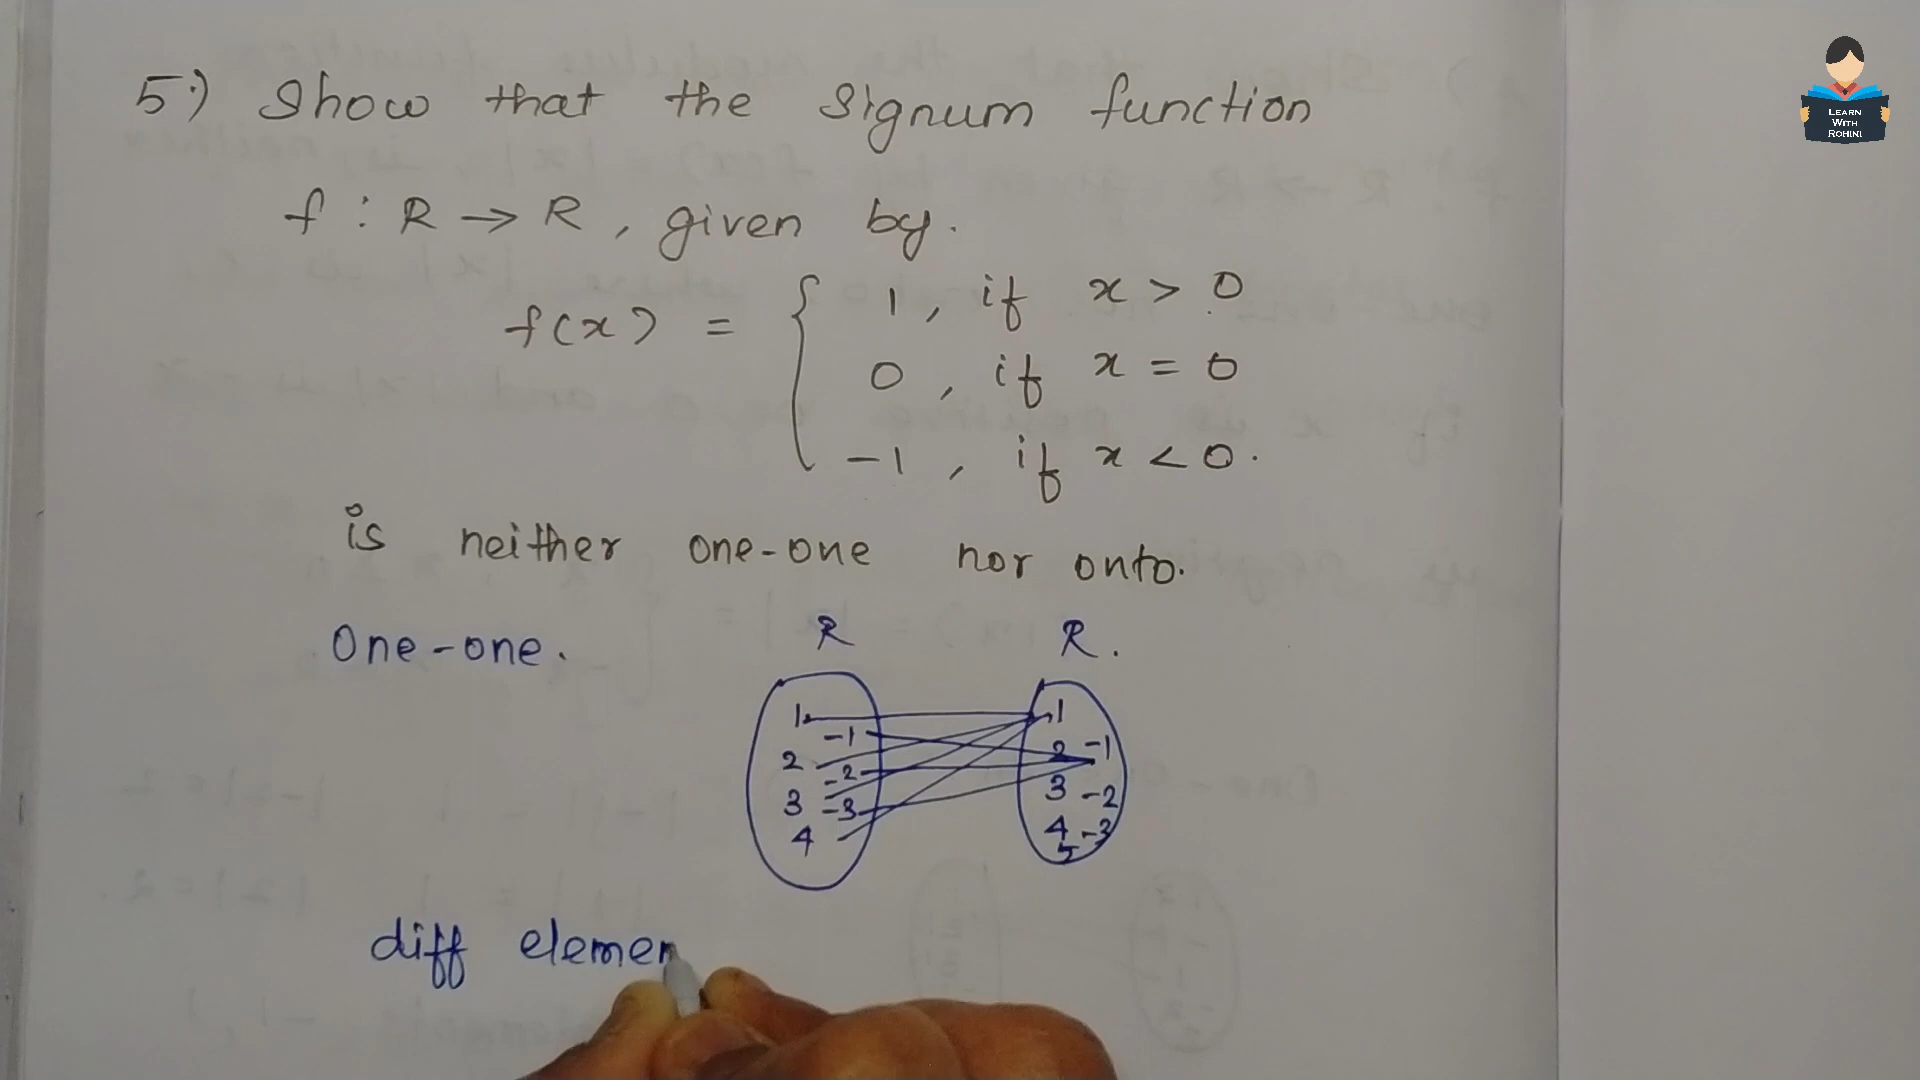 5.) Show that the signum function
f : R → R, given by.
f(x) = { 1, if x > 0
0, if x = 0
-1, if x < 0.
is neither one-one nor onto.
One-one.
R R.
1 -1 2 -2 3 -3 4
1 2 -1 3 -2 4 -3 5
diff elemen
LEARN
WITH
ROHINI